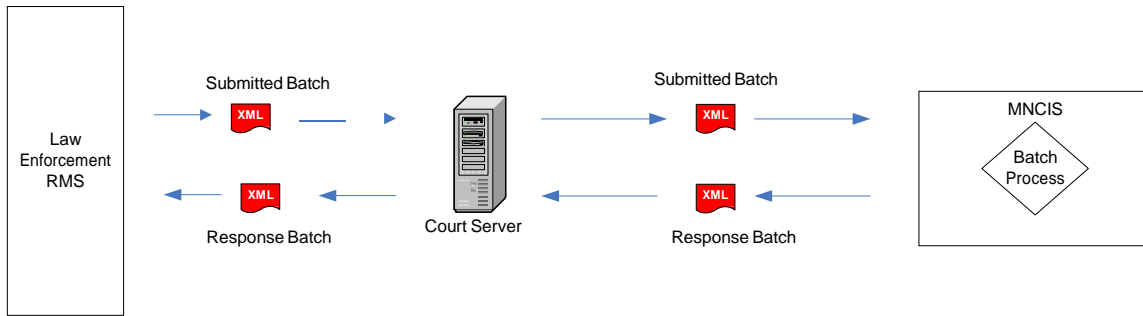 Law
Enforcement
RMS
Submitted Batch
XML
XML
Response Batch
Court Server
Submitted Batch
XML
XML
Response Batch
MNCIS
Batch
Process